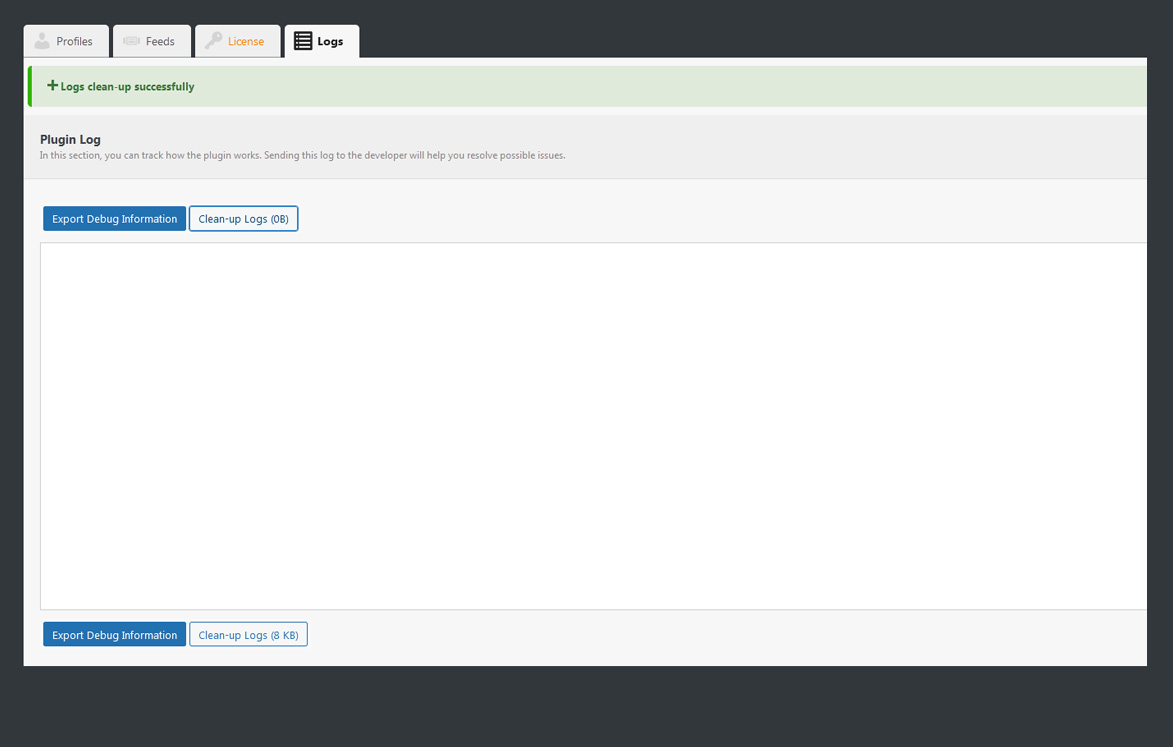 Profiles
Feeds
License
Logs
Logs clean-up successfully
Plugin Log
In this section, you can track how the plugin works. Sending this log to the developer will help you resolve possible issues.
Export Debug Information
Clean-up Logs (0B)
Export Debug Information
Clean-up Logs (8 KB)